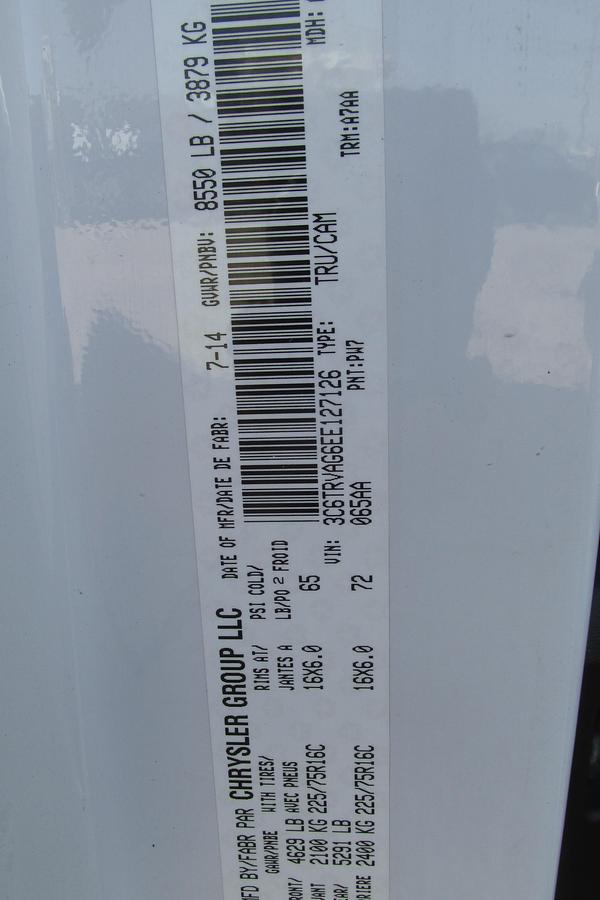 MFD BY/FABR PAR CHRYSLER GROUP LLC
DATE OF MFR/DATE DE FABR: 7-14 GVWR/PNBV: 8550 LB / 3879 KG
GAWR/PNBE WITH TIRES/ RIMS AT/ PSI COLD/
AVEC PNEUS JANTES A LB/PO 2 FROID
4629 LB
2100 KG 225/75R16C 16X6.0 65
5291 LB
2400 KG 225/75R16C 16X6.0 72
VIN: 3C6TRVAG6EE127126 TYPE: TRU/CAM MDH:
065AA PNT:PW7 TRM:A7AA